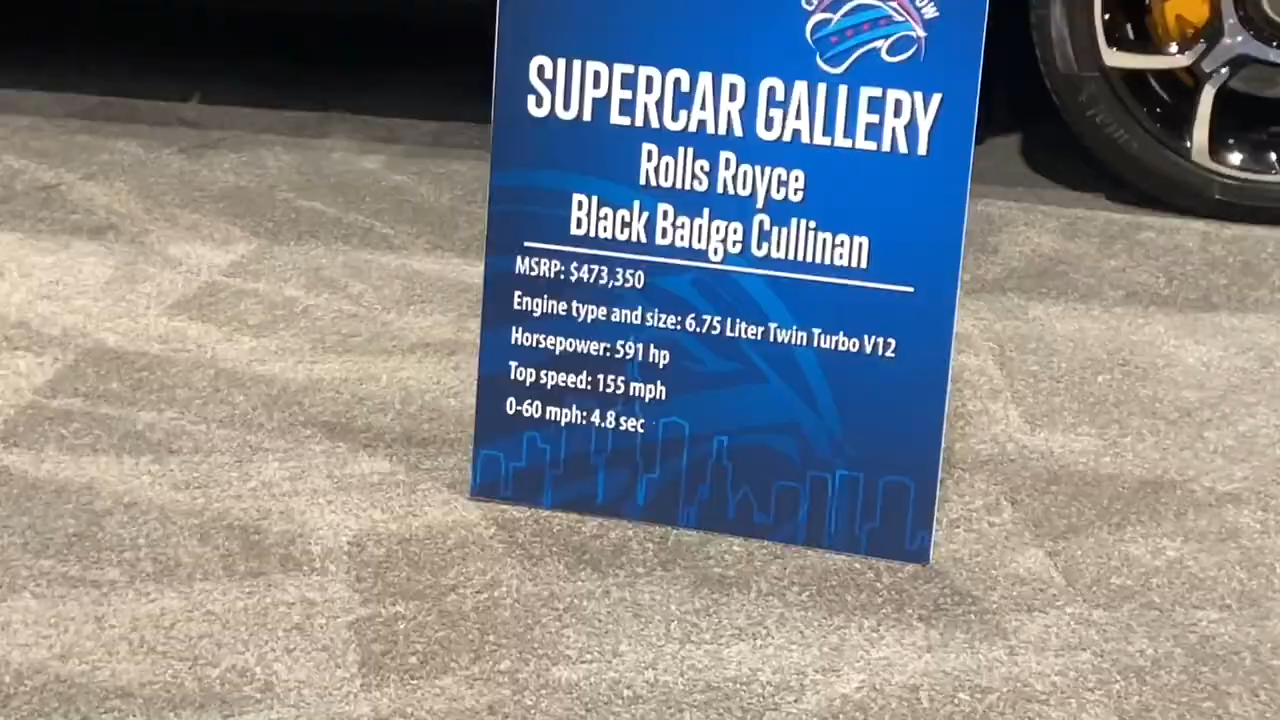 SUPERCAR GALLERY
Rolls Royce
Black Badge Cullinan
MSRP: $473,350
Engine type and size: 6.75 Liter Twin Turbo V12
Horsepower: 591 hp
Top speed: 155 mph
0-60 mph: 4.8 sec